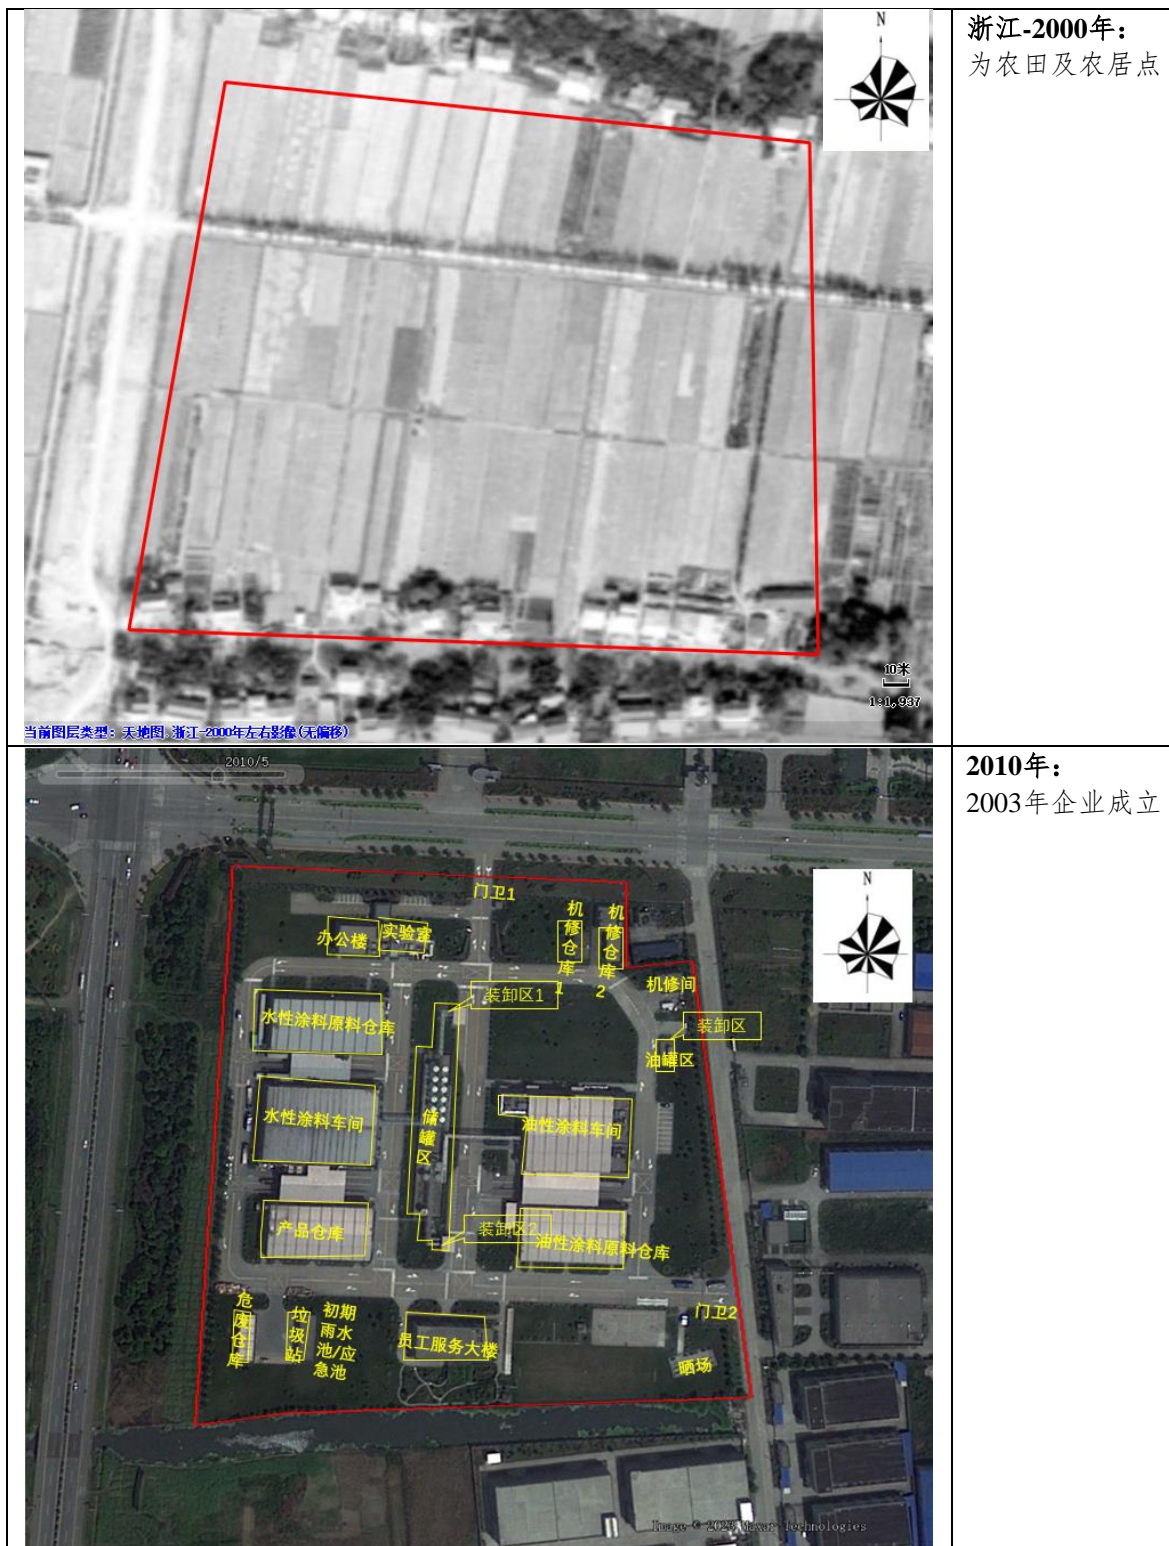 N
浙江-2000年：
为农田及农居点
10米
1:1,937
当前图层类型：天地图_浙江-2000年左右影像(无偏移)
2010/5
2010年：
2003年企业成立
N
门卫1
机修仓库1
机修仓库2
办公楼
实验室
机修间
装卸区1
水性涂料原料仓库
装卸区
油罐区
水性涂料车间
储罐区
油性涂料车间
产品仓库
装卸区2
油性涂料原料仓库
危废仓库
垃圾站
初期
雨水
池/应
急池
员工服务大楼
门卫2
晒场
Image © 2023 Maxar Technologies